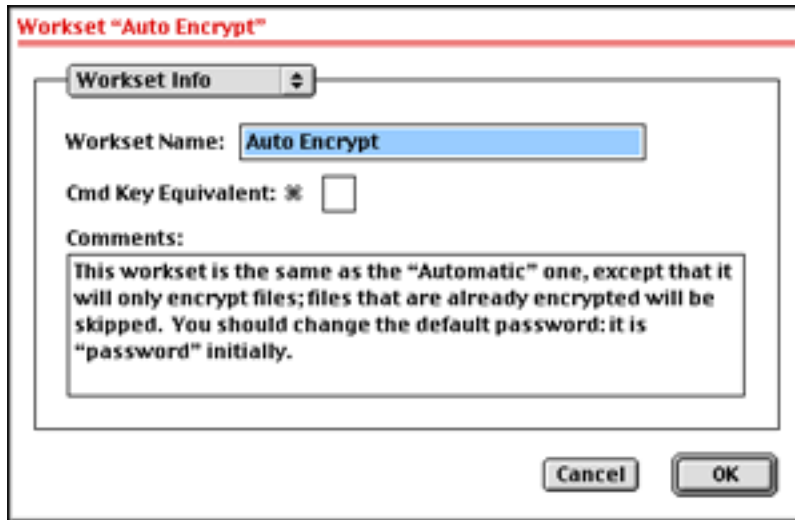 Workset “Auto Encrypt”
Workset Info
Workset Name: Auto Encrypt
Cmd Key Equivalent: ⌘
Comments:
This workset is the same as the “Automatic” one, except that it
will only encrypt files; files that are already encrypted will be
skipped.  You should change the default password: it is
“password” initially.
Cancel OK